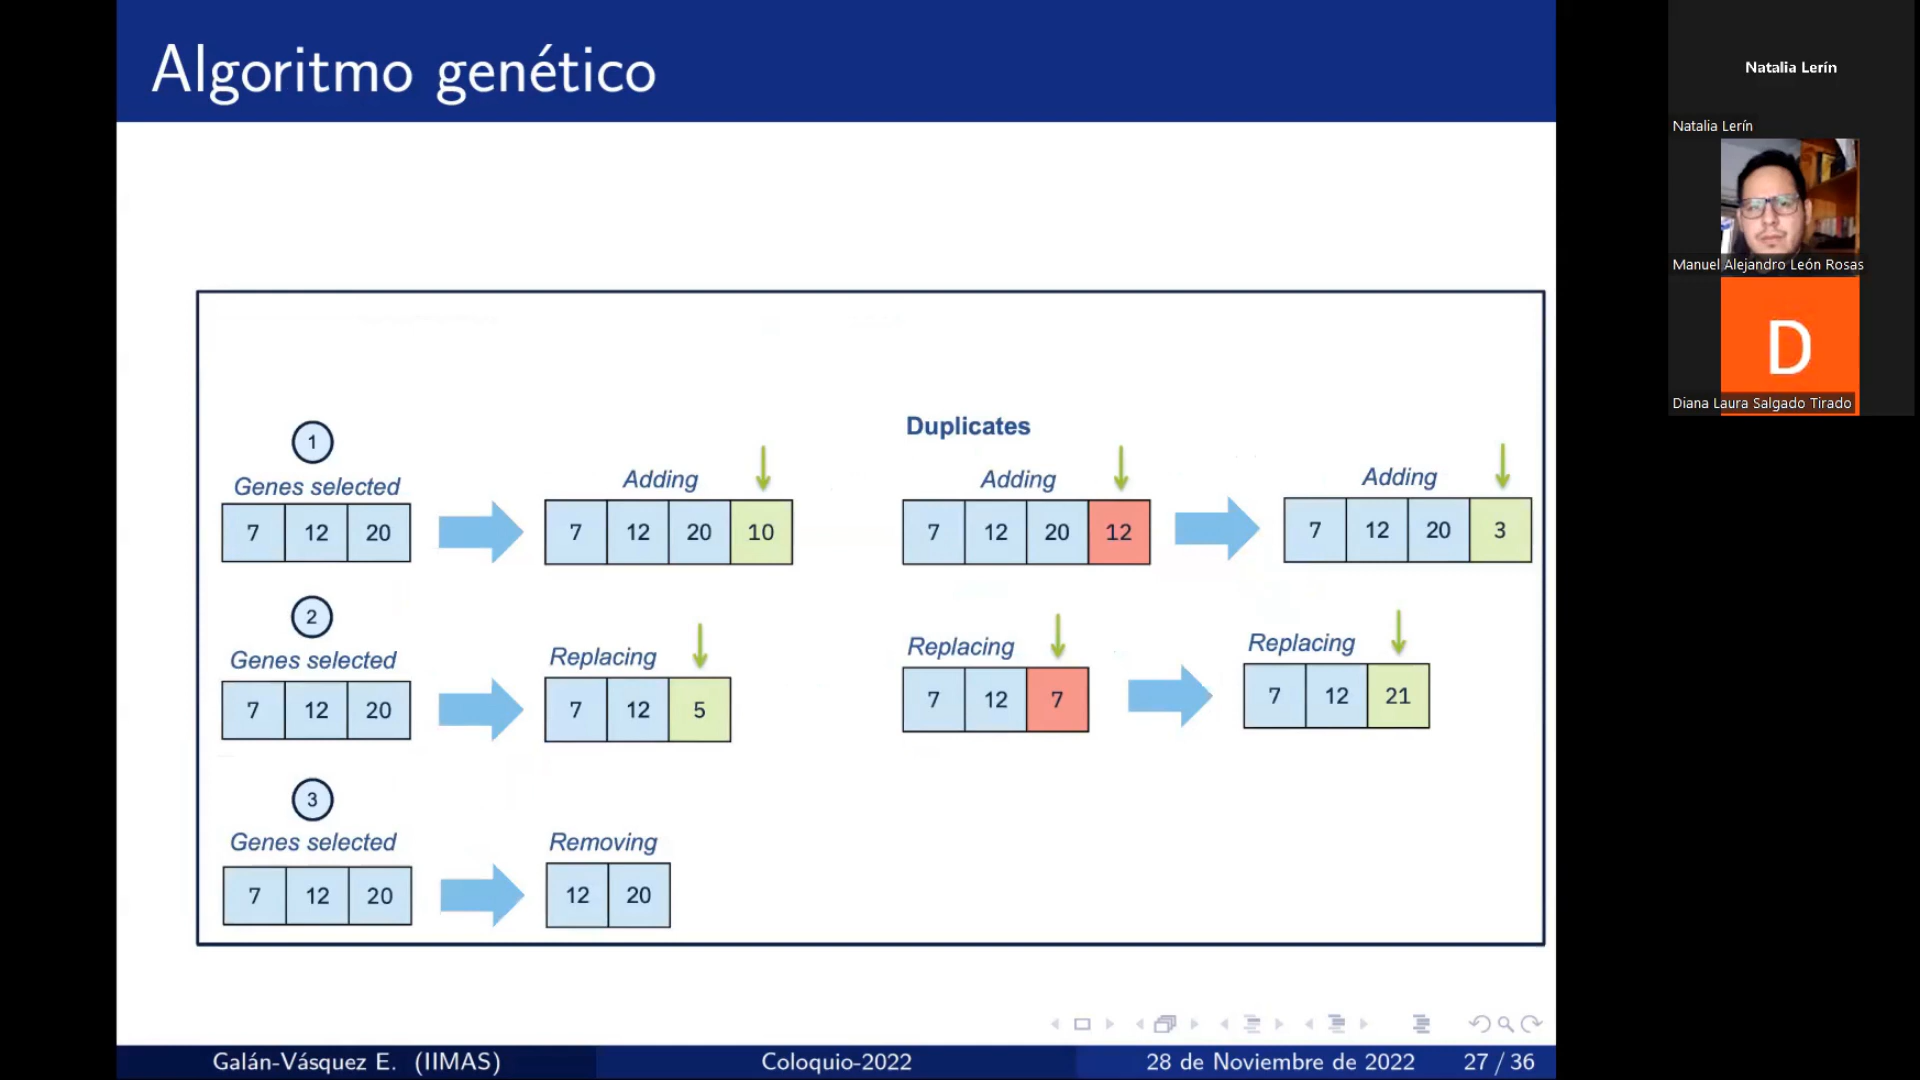 Algoritmo genético
1
Genes selected
7 12 20
Adding
7 12 20 10
2
Genes selected
7 12 20
Replacing
7 12 5
3
Genes selected
7 12 20
Removing
12 20
Duplicates
Adding
7 12 20 12
Adding
7 12 20 3
Replacing
7 12 7
Replacing
7 12 21
Galán-Vásquez E. (IIMAS)
Coloquio-2022
28 de Noviembre de 2022
27 / 36
Natalia Lerín
Natalia Lerín
Manuel Alejandro León Rosas
D
Diana Laura Salgado Tirado